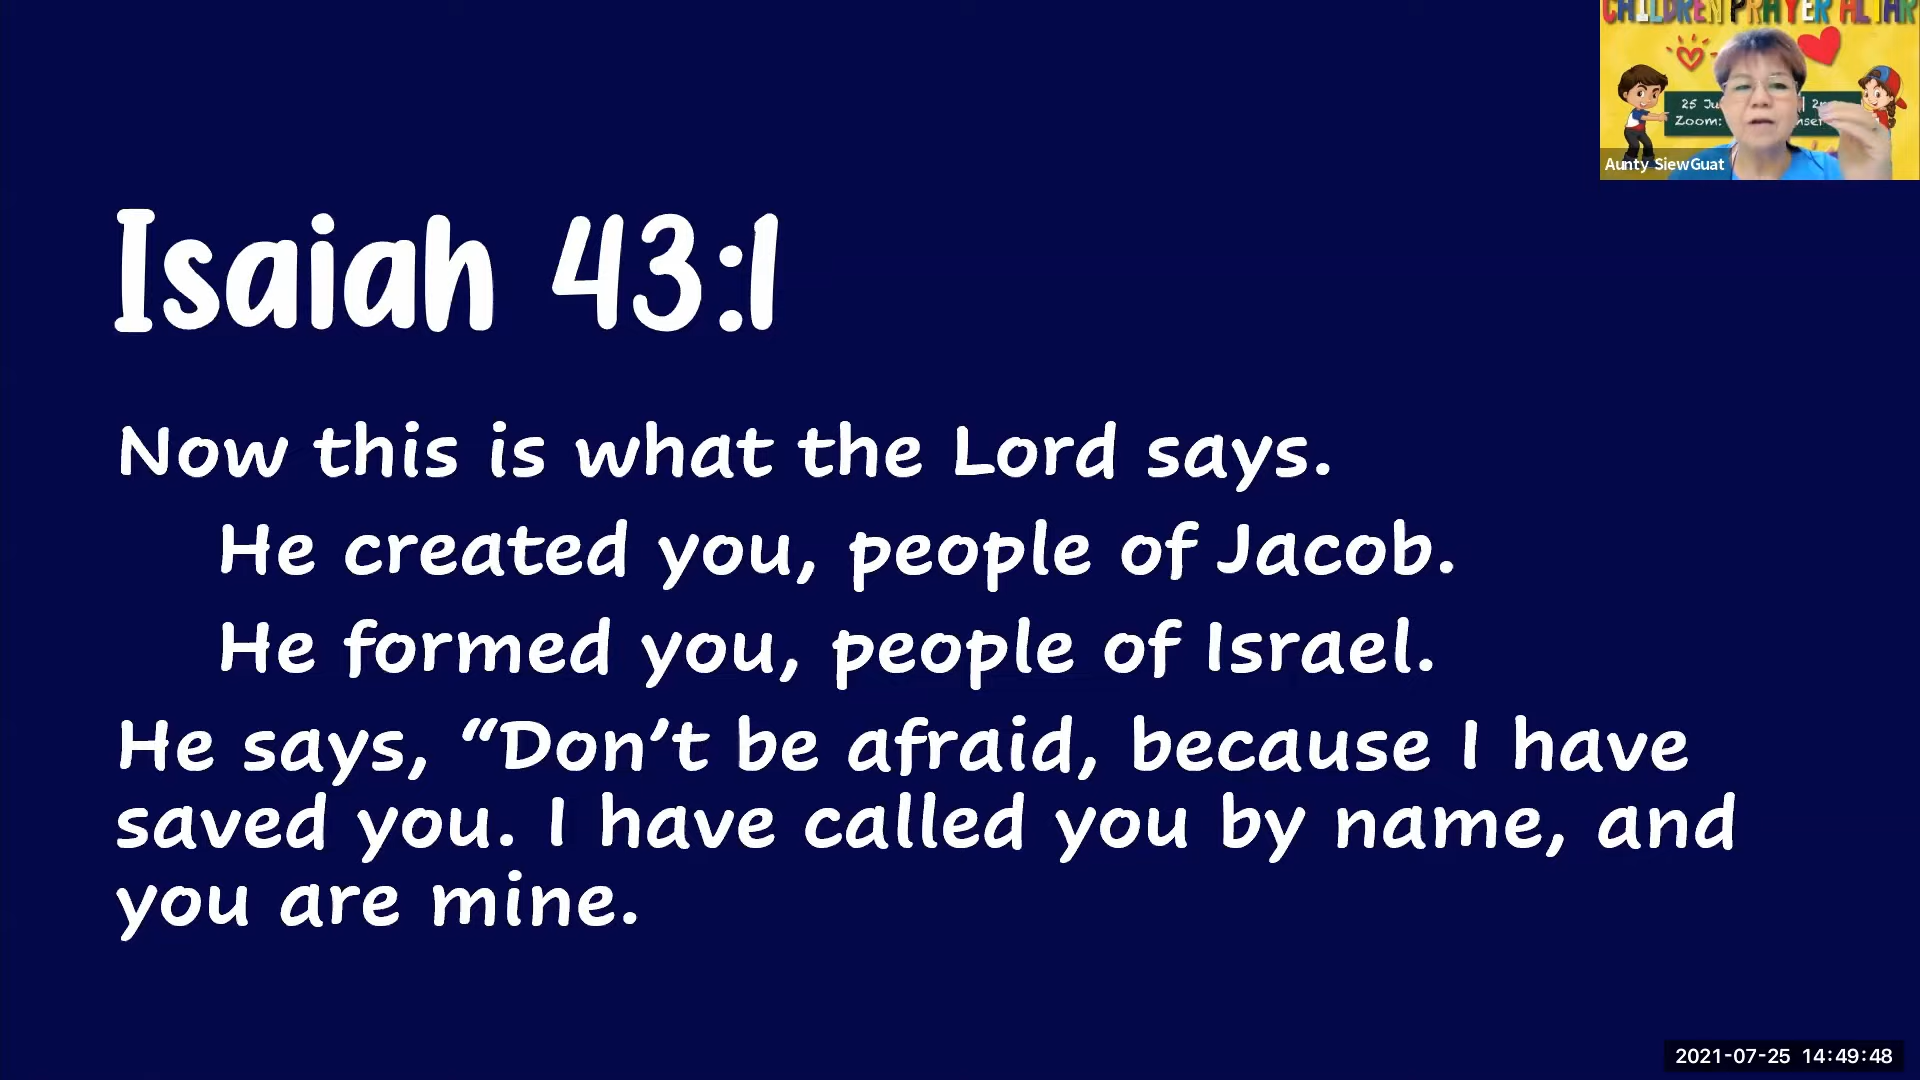 CHILDREN PRAYER ALTAR
25
Zoom:
Aunty SiewGuat
Isaiah 43:1
Now this is what the Lord says.
He created you, people of Jacob.
He formed you, people of Israel.
He says, “Don’t be afraid, because I have
saved you. I have called you by name, and
you are mine.
2021-07-25 14:49:48